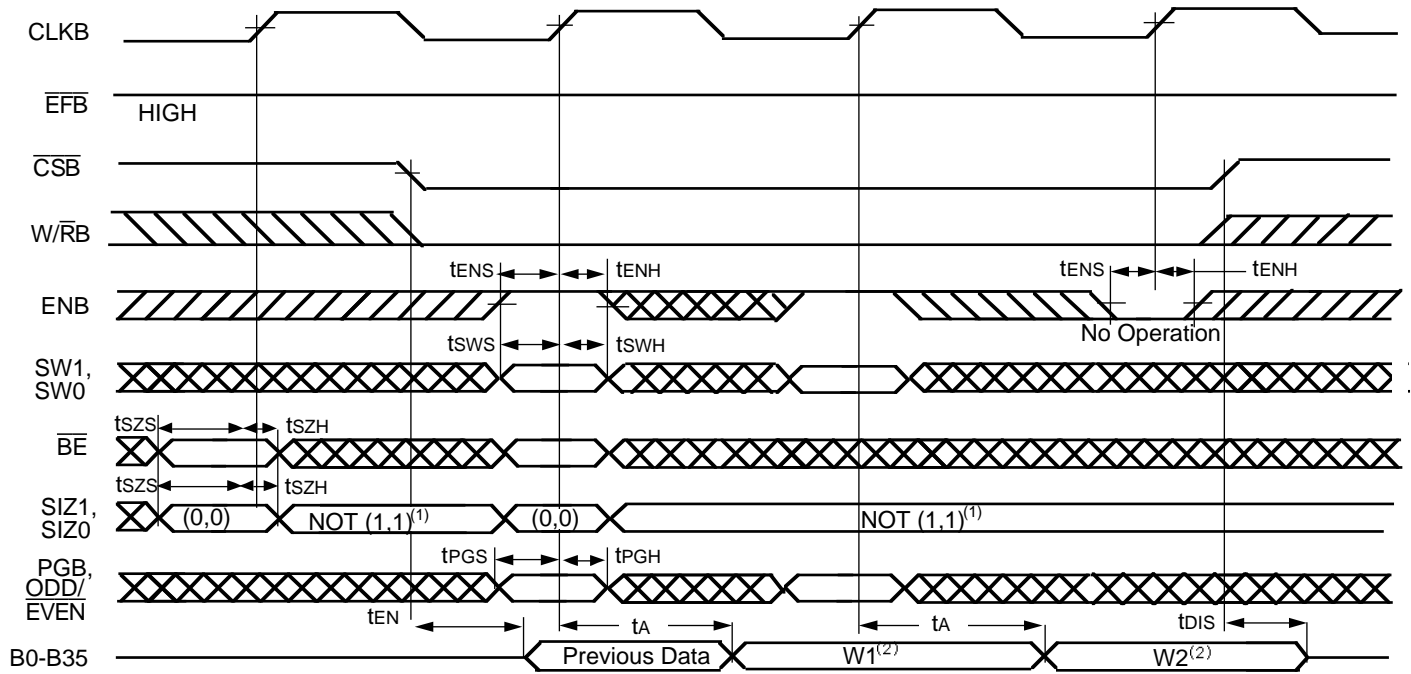 CLKB
EFB
HIGH
CSB
W/RB
tENS
tENH
tENS
tENH
ENB
No Operation
tSWS
tSWH
SW1,
SW0
tSZS
tSZH
BE
tSZS
tSZH
SIZ1,
SIZ0
(0,0)
NOT (1,1)(1)
(0,0)
NOT (1,1)(1)
tPGS
tPGH
PGB,
ODD/
EVEN
tEN
tA
tA
tDIS
B0-B35
Previous Data
W1(2)
W2(2)